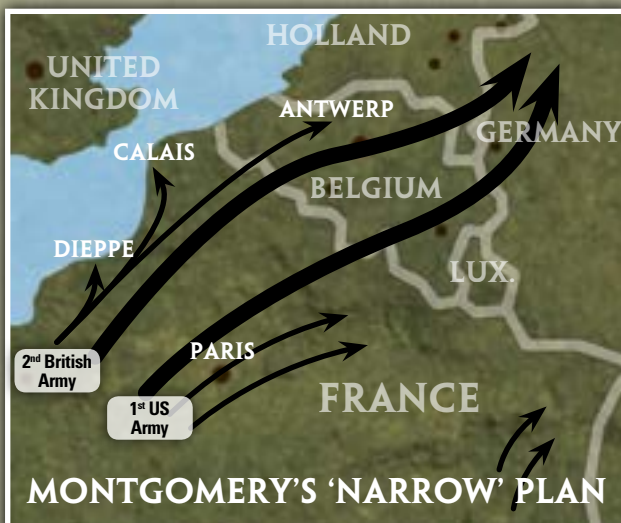 HOLLAND
UNITED
KINGDOM
ANTWERP
GERMANY
CALAIS
BELGIUM
DIEPPE
LUX.
2nd British
Army
PARIS
1st US
Army
FRANCE
MONTGOMERY'S 'NARROW' PLAN